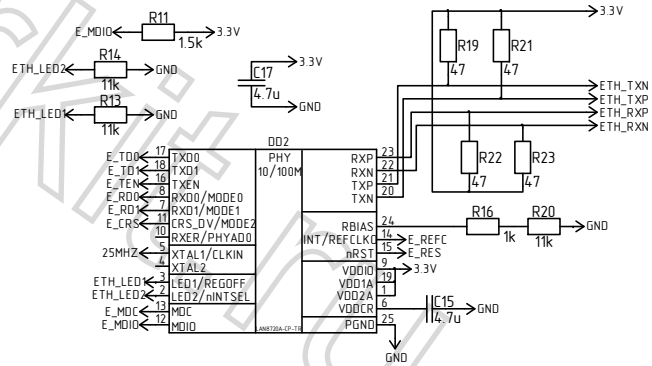 R11
E_MDIO 3.3V
1.5k
R14
ETH_LED2 GND
11k
R13
ETH_LED1 GND
11k
3.3V
C17
4.7u
GND
3.3V
R19 R21
47 47
ETH_TXN
ETH_TXP
ETH_RXP
ETH_RXN
R22 R23
47 47
DD2
PHY
10/100M
E_TD0 17 TXD0
E_TD1 18 TXD1
E_TEN 16 TXEN
E_RD0 8 RXD0/MODE0
E_RD1 7 RXD1/MODE1
E_CRS 11 CRS_DV/MODE2
10 RXER/PHYAD0
25MHZ 5 XTAL1/CLKIN
4 XTAL2
ETH_LED1 3 LED1/REGOFF
ETH_LED2 2 LED2/nINTSEL
E_MDC 13 MDC
E_MDIO 12 MDIO
LAN8720A-CP-TR
RXP 23
RXN 22
TXP 21
TXN 20
RBIAS 24
R16 R20
1k 11k
GND
INT/REFCLKO 14 E_REFC
nRST 15 E_RES
VDDIO 9 3.3V
VDD1A 19
VDD2A 1
VDDCR 6
C15
4.7u
GND
PGND 25
GND